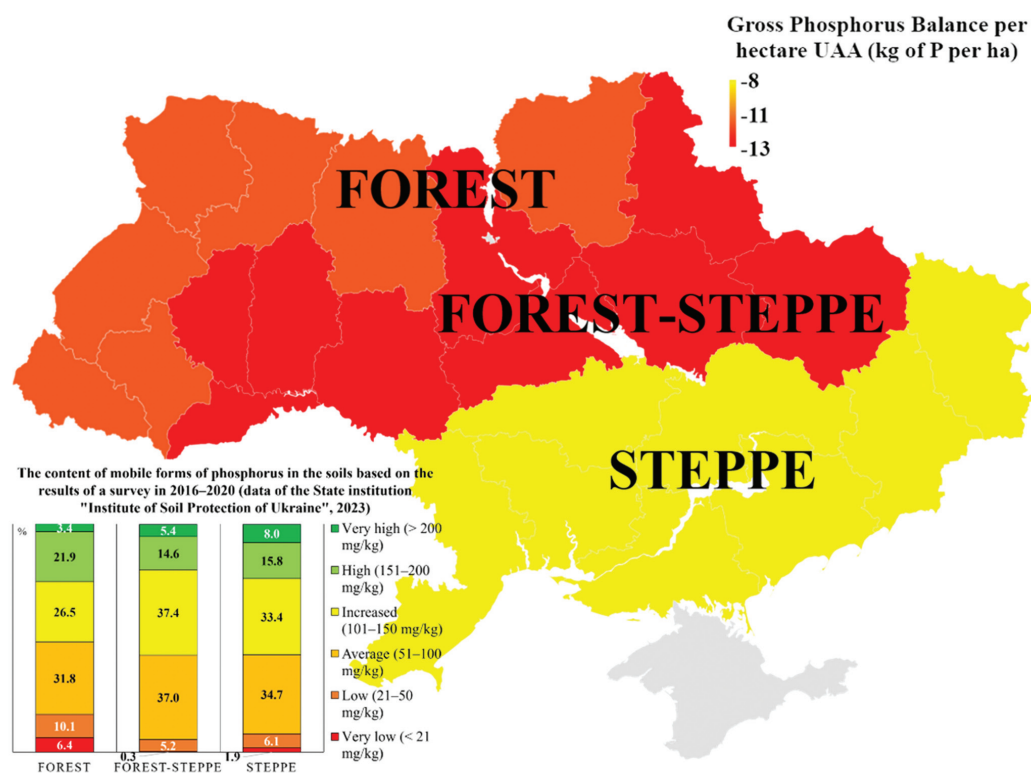 Gross Phosphorus Balance per
hectare UAA (kg of P per ha)
-8
-11
-13
FOREST
FOREST-STEPPE
STEPPE
The content of mobile forms of phosphorus in the soils based on the
results of a survey in 2016–2020 (data of the State institution
"Institute of Soil Protection of Ukraine", 2023)
%
3.4 5.4 8.0
21.9 14.6 15.8
26.5 37.4 33.4
31.8 37.0 34.7
10.1 5.2 6.1
6.4 0.3 1.9
FOREST FOREST-STEPPE STEPPE
Very high (> 200
mg/kg)
High (151–200
mg/kg)
Increased
(101–150 mg/kg)
Average (51–100
mg/kg)
Low (21–50
mg/kg)
Very low (< 21
mg/kg)